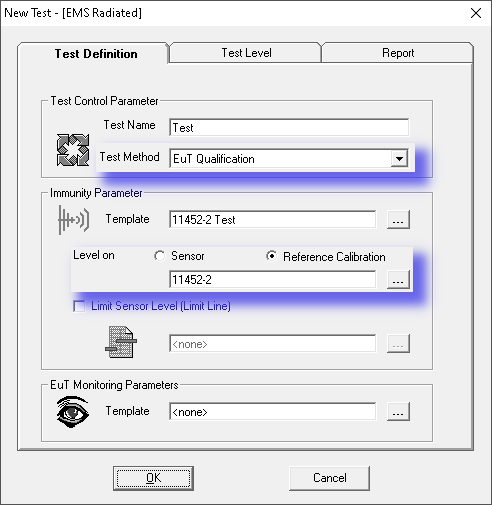 New Test - [EMS Radiated]
Test Definition Test Level Report
Test Control Parameter
Test Name Test
Test Method EuT Qualification
Immunity Parameter
Template 11452-2 Test ...
Level on Sensor Reference Calibration
11452-2 ...
Limit Sensor Level (Limit Line)
<none> ...
EuT Monitoring Parameters
Template <none> ...
OK Cancel